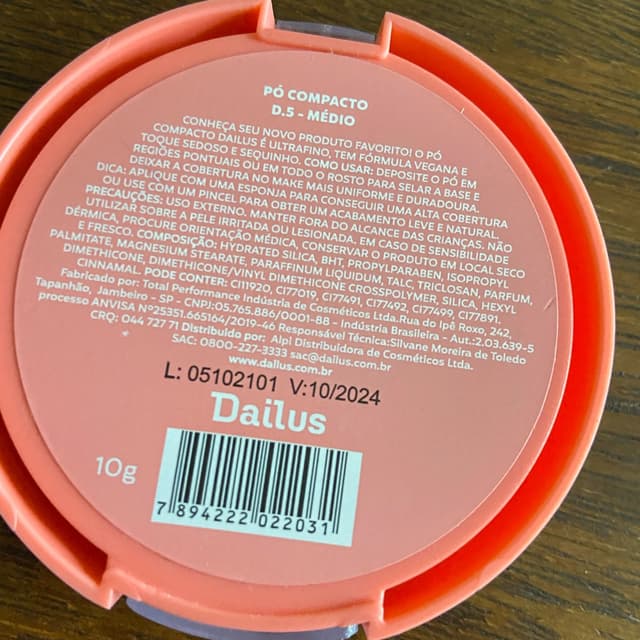 PÓ COMPACTO
D.5 - MÉDIO
CONHEÇA SEU NOVO PRODUTO FAVORITO! O PÓ
COMPACTO DAILUS É ULTRAFINO, TEM FÓRMULA VEGANA E
TOQUE SEDOSO E SEQUINHO. COMO USAR: DEPOSITE O PÓ EM
REGIÕES PONTUAIS OU EM TODO O ROSTO PARA SELAR A BASE E
DEIXAR A COBERTURA NO MAKE MAIS UNIFORME E DURADOURA.
DICA: APLIQUE COM UMA ESPONJA PARA CONSEGUIR UMA ALTA COBERTURA
OU USE COM UM PINCEL PARA OBTER UM ACABAMENTO LEVE E NATURAL.
PRECAUÇÕES: USO EXTERNO. MANTER FORA DO ALCANCE DAS CRIANÇAS. NÃO
UTILIZAR SOBRE A PELE IRRITADA OU LESIONADA. EM CASO DE SENSIBILIDADE
DÉRMICA, PROCURE ORIENTAÇÃO MÉDICA, CONSERVAR O PRODUTO EM LOCAL SECO
E FRESCO. COMPOSIÇÃO: HYDRATED SILICA, BHT, PROPYLPARABEN, ISOPROPYL
PALMITATE, MAGNESIUM STEARATE, PARAFFINUM LIQUIDUM, TALC, TRICLOSAN, PARFUM,
DIMETHICONE, DIMETHICONE/VINYL DIMETHICONE CROSSPOLYMER, SILICA, HEXYL
CINNAMAL. PODE CONTER: CI11920, CI77019, CI77491, CI77492, CI77499, CI77891.
Fabricado por: Total Performance Indústria de Cosméticos Ltda.Rua do Ipê Roxo, 242,
Tapanhão, Jambeiro - SP - CNPJ:05.765.886/0001-88 - Indústria Brasileira - Aut.:2.03.639-5
processo ANVISA Nº25351.665164/2019-46 Responsável Técnica:Silvane Moreira de Toledo
CRQ: 044 727 71 Distribuido por: Alpi Distribuidora de Cosméticos Ltda.
SAC: 0800-227-3333 sac@dailus.com.br
www.dailus.com.br
L: 05102101 V:10/2024
Dailus
10g
7 894222 022031